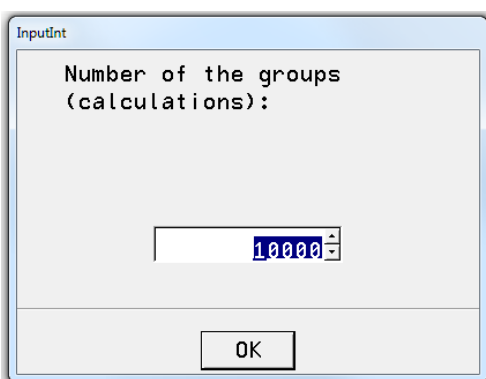 InputInt
Number of the groups
(calculations):
10000
OK